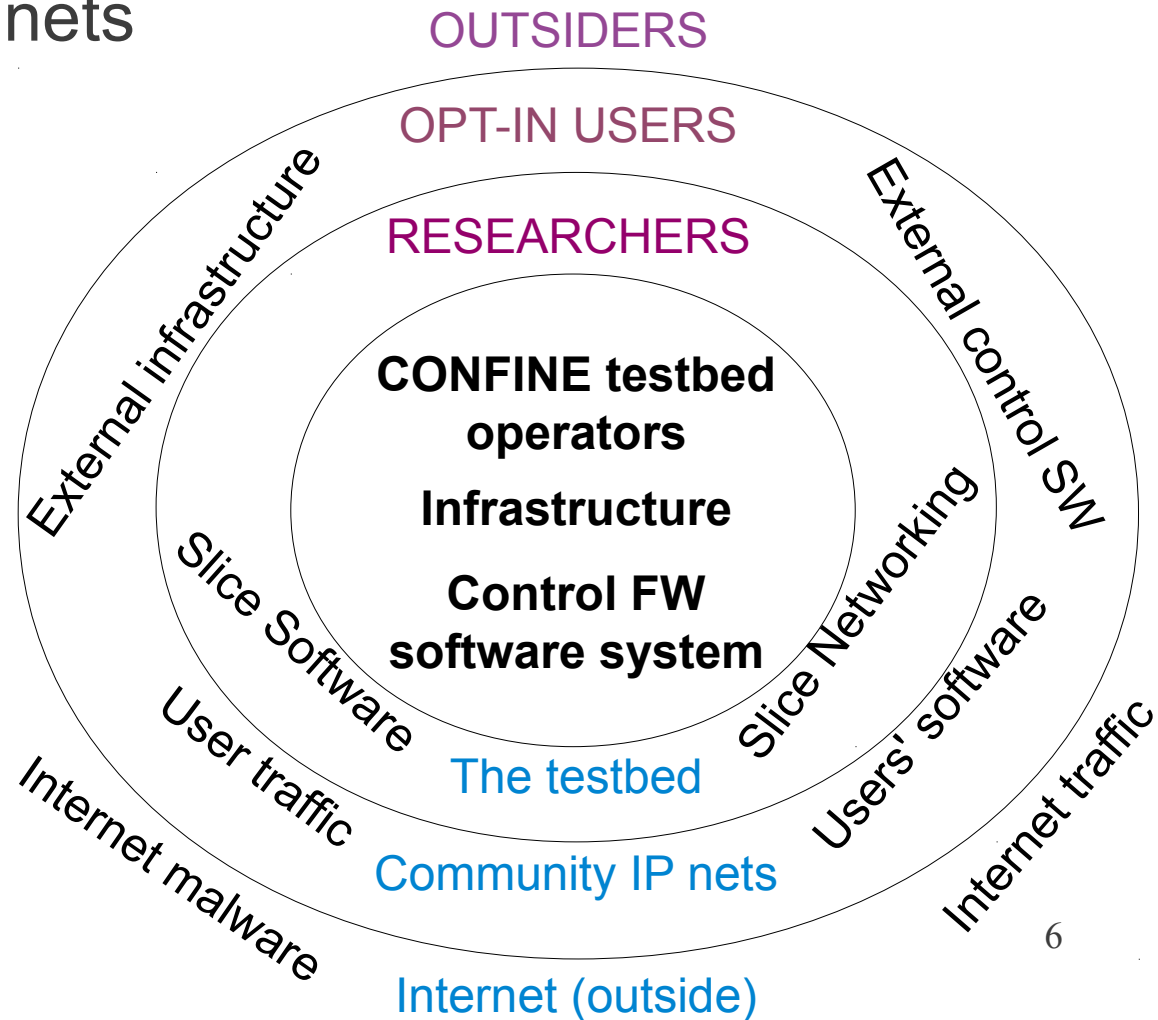 nets
OUTSIDERS
OPT-IN USERS
External infrastructure
External control SW
RESEARCHERS
CONFINE testbed
operators
Infrastructure
Control FW
software system
Slice Software
Slice Networking
User traffic
Users' software
The testbed
Internet malware
Internet traffic
Community IP nets
6
Internet (outside)